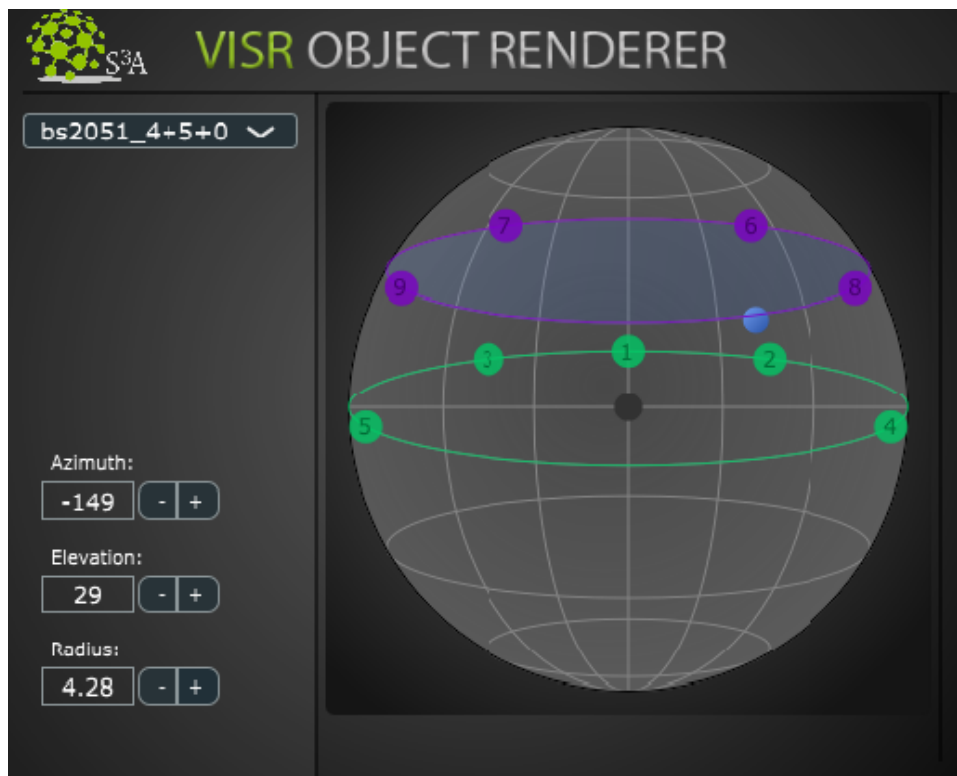 S³A
VISR OBJECT RENDERER
bs2051_4+5+0
7
6
9
8
3
1
2
5
4
Azimuth:
-149 - +
Elevation:
29 - +
Radius:
4.28 - +